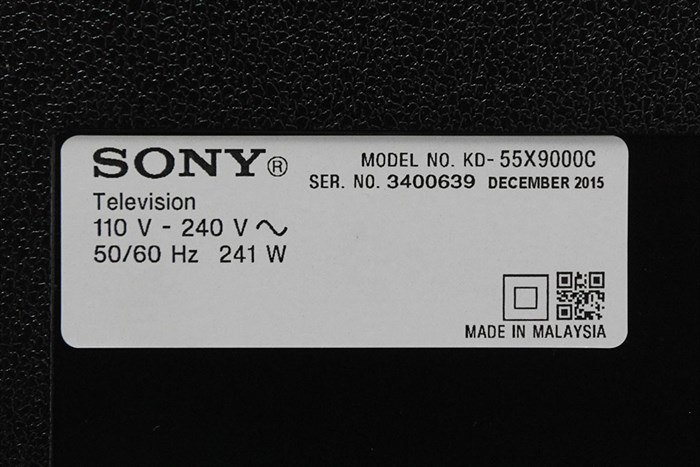 SONY®
MODEL NO. KD-55X9000C
SER. NO. 3400639 DECEMBER 2015
Television
110 V - 240 V ~
50/60 Hz 241 W
MADE IN MALAYSIA